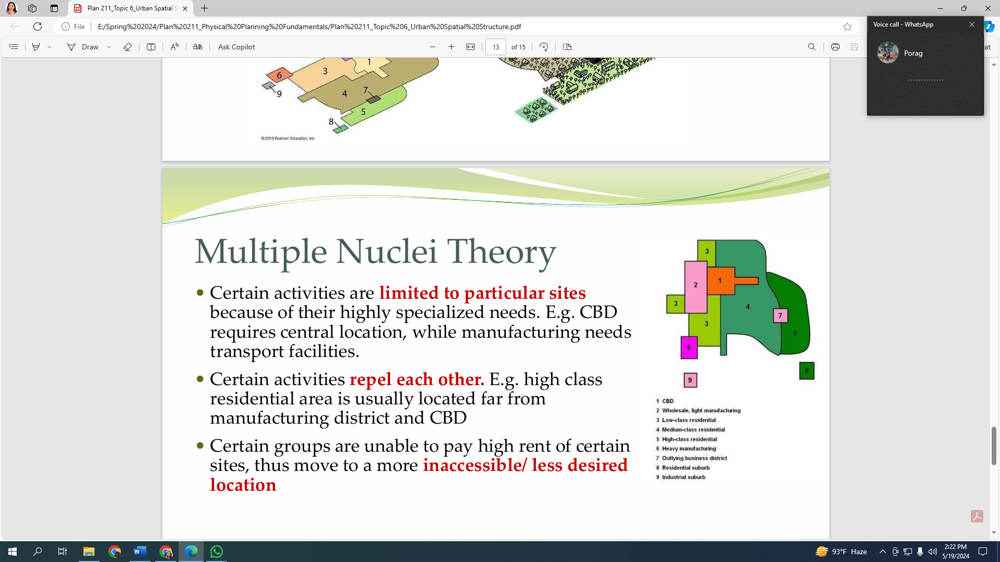 Plan 211_Topic 6_Urban Spatial S
File
E:/Spring%202024/Plan%20211_Physical%20Planning%20Fundamentals/Plan%20211_Topic%206_Urban%20Spatial%20Structure.pdf
Voice call - WhatsApp
Porag
Draw
Ask Copilot
13 of 15
at
1
3
6
9
4
7
5
8
© 2013 Pearson Education, Inc.
Multiple Nuclei Theory
• Certain activities are limited to particular sites
because of their highly specialized needs. E.g. CBD
requires central location, while manufacturing needs
transport facilities.
• Certain activities repel each other. E.g. high class
residential area is usually located far from
manufacturing district and CBD
• Certain groups are unable to pay high rent of certain
sites, thus move to a more inaccessible/ less desired
location
3
1
2
3
4
7
3
5
6
8
9
1 CBD
2 Wholesale, light manufacturing
3 Low-class residential
4 Medium-class residential
5 High-class residential
6 Heavy manufacturing
7 Outlying business district
8 Residential suburb
9 Industrial suburb
93°F Haze
2:22 PM
5/19/2024